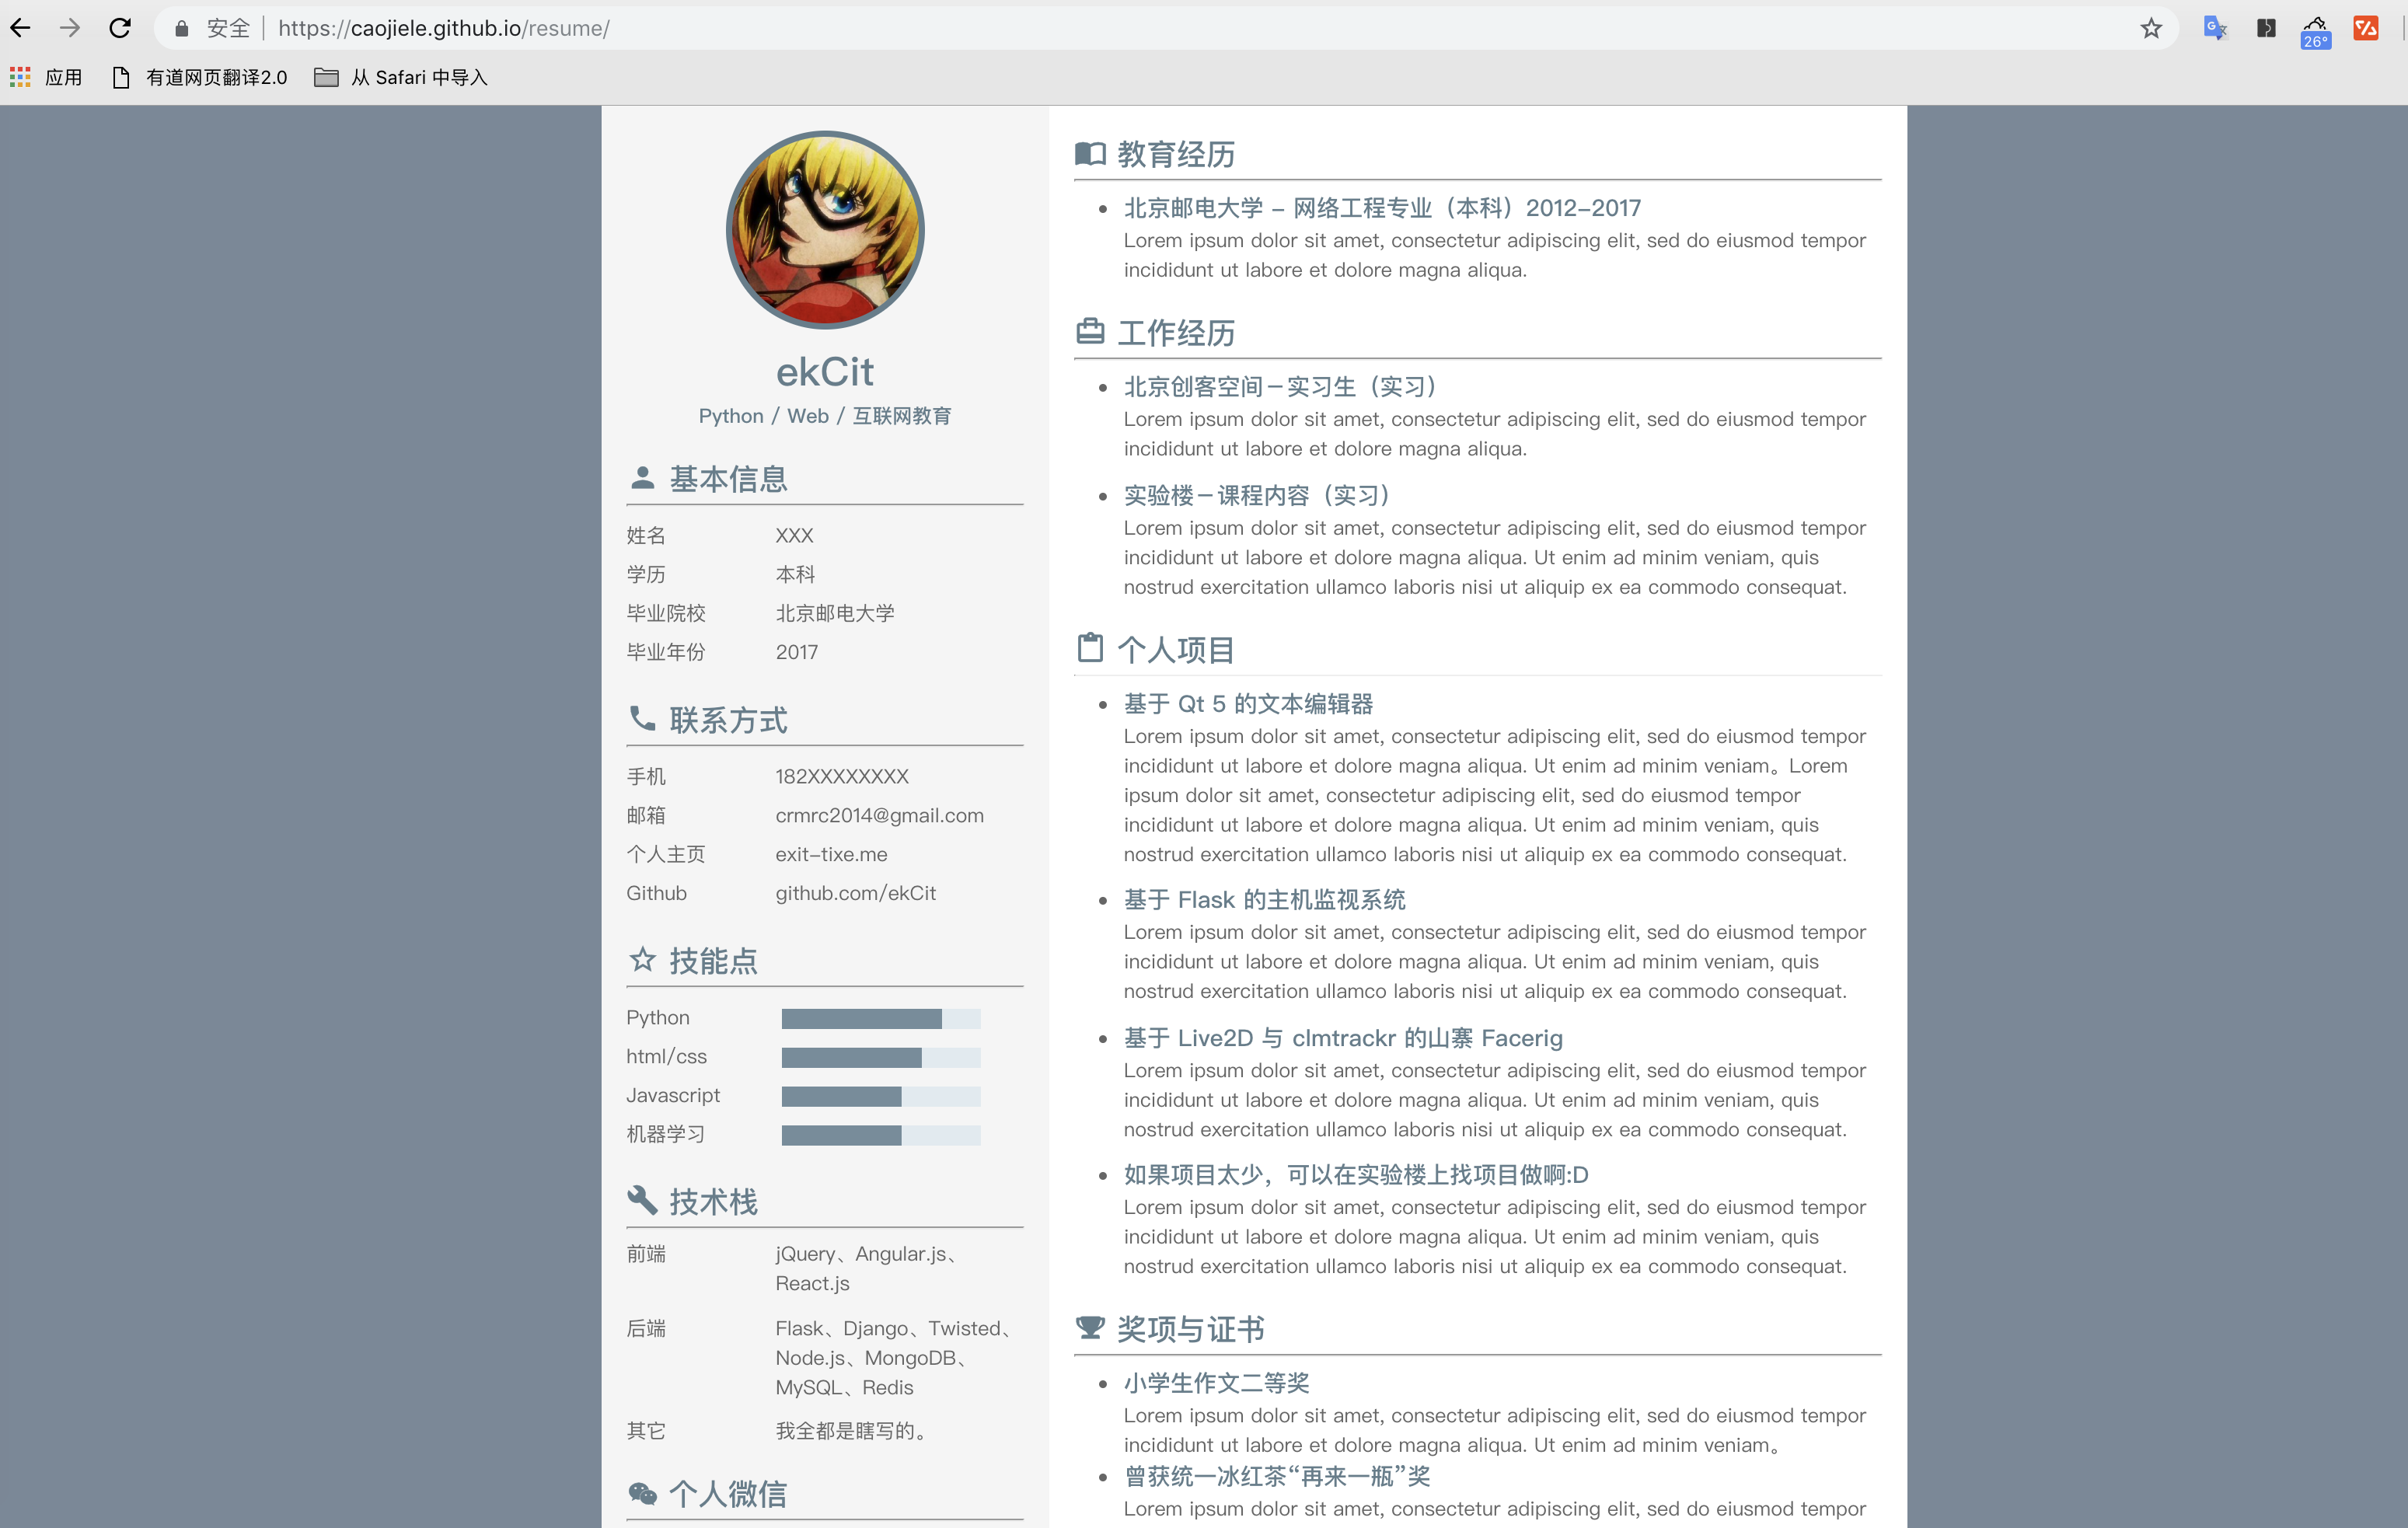 安全 | https://caojiele.github.io/resume/
26°
应用 有道网页翻译2.0 从 Safari 中导入
ekCit
Python / Web / 互联网教育
基本信息
姓名 XXX
学历 本科
毕业院校 北京邮电大学
毕业年份 2017
联系方式
手机 182XXXXXXXX
邮箱 crmrc2014@gmail.com
个人主页 exit-tixe.me
Github github.com/ekCit
技能点
Python
html/css
Javascript
机器学习
技术栈
前端 jQuery、Angular.js、
React.js
后端 Flask、Django、Twisted、
Node.js、MongoDB、
MySQL、Redis
其它 我全都是瞎写的。
个人微信
教育经历
北京邮电大学 - 网络工程专业（本科）2012-2017
Lorem ipsum dolor sit amet, consectetur adipiscing elit, sed do eiusmod tempor
incididunt ut labore et dolore magna aliqua.
工作经历
北京创客空间－实习生（实习）
Lorem ipsum dolor sit amet, consectetur adipiscing elit, sed do eiusmod tempor
incididunt ut labore et dolore magna aliqua.
实验楼－课程内容（实习）
Lorem ipsum dolor sit amet, consectetur adipiscing elit, sed do eiusmod tempor
incididunt ut labore et dolore magna aliqua. Ut enim ad minim veniam, quis
nostrud exercitation ullamco laboris nisi ut aliquip ex ea commodo consequat.
个人项目
基于 Qt 5 的文本编辑器
Lorem ipsum dolor sit amet, consectetur adipiscing elit, sed do eiusmod tempor
incididunt ut labore et dolore magna aliqua. Ut enim ad minim veniam。Lorem
ipsum dolor sit amet, consectetur adipiscing elit, sed do eiusmod tempor
incididunt ut labore et dolore magna aliqua. Ut enim ad minim veniam, quis
nostrud exercitation ullamco laboris nisi ut aliquip ex ea commodo consequat.
基于 Flask 的主机监视系统
Lorem ipsum dolor sit amet, consectetur adipiscing elit, sed do eiusmod tempor
incididunt ut labore et dolore magna aliqua. Ut enim ad minim veniam, quis
nostrud exercitation ullamco laboris nisi ut aliquip ex ea commodo consequat.
基于 Live2D 与 clmtrackr 的山寨 Facerig
Lorem ipsum dolor sit amet, consectetur adipiscing elit, sed do eiusmod tempor
incididunt ut labore et dolore magna aliqua. Ut enim ad minim veniam, quis
nostrud exercitation ullamco laboris nisi ut aliquip ex ea commodo consequat.
如果项目太少，可以在实验楼上找项目做啊:D
Lorem ipsum dolor sit amet, consectetur adipiscing elit, sed do eiusmod tempor
incididunt ut labore et dolore magna aliqua. Ut enim ad minim veniam, quis
nostrud exercitation ullamco laboris nisi ut aliquip ex ea commodo consequat.
奖项与证书
小学生作文二等奖
Lorem ipsum dolor sit amet, consectetur adipiscing elit, sed do eiusmod tempor
incididunt ut labore et dolore magna aliqua. Ut enim ad minim veniam。
曾获统一冰红茶“再来一瓶”奖
Lorem ipsum dolor sit amet, consectetur adipiscing elit, sed do eiusmod tempor